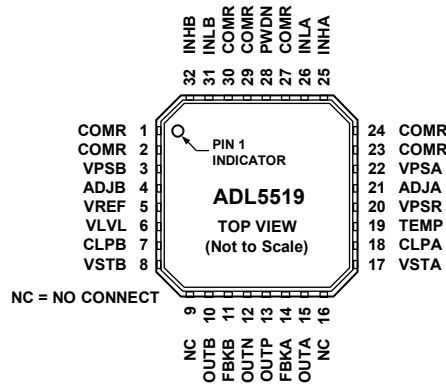 INHB
INLB
COMR
COMR
PWDN
COMR
INLA
INHA
32
31
30
29
28
27
26
25
COMR 1
COMR 2
VPSB 3
ADJB 4
VREF 5
VLVL 6
CLPB 7
VSTB 8
PIN 1
INDICATOR
ADL5519
TOP VIEW
(Not to Scale)
24 COMR
23 COMR
22 VPSA
21 ADJA
20 VPSR
19 TEMP
18 CLPA
17 VSTA
NC = NO CONNECT
9
10
11
12
13
14
15
16
NC
OUTB
FBKB
OUTN
OUTP
FBKA
OUTA
NC